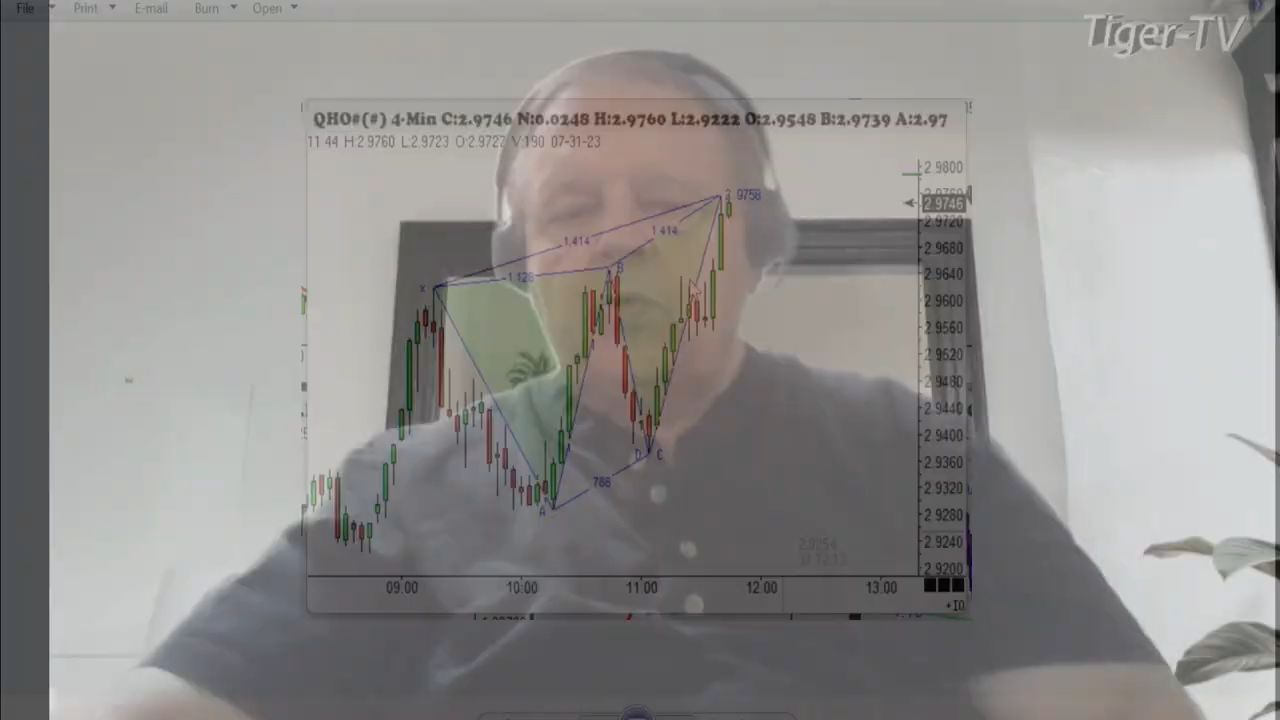 File Print E-mail Burn Open
Tiger-TV
QHO#(#) 4-Min C:2.9746 N:0.0248 H:2.9760 L:2.9222 O:2.9548 B:2.9739 A:2.97
11 44 H:2.9760 L:2.9723 O:2.9722 V:190 07-31-23
2.9800
2.9760
2.9746
2.9720
2.9680
2.9640
2.9600
2.9560
2.9520
2.9480
2.9440
2.9400
2.9360
2.9320
2.9280
2.9240
2.9200
9758
1.414
1.414
1.128
X
B
D C
.786
A
09:00 10:00 11:00 12:00 13:00
+10